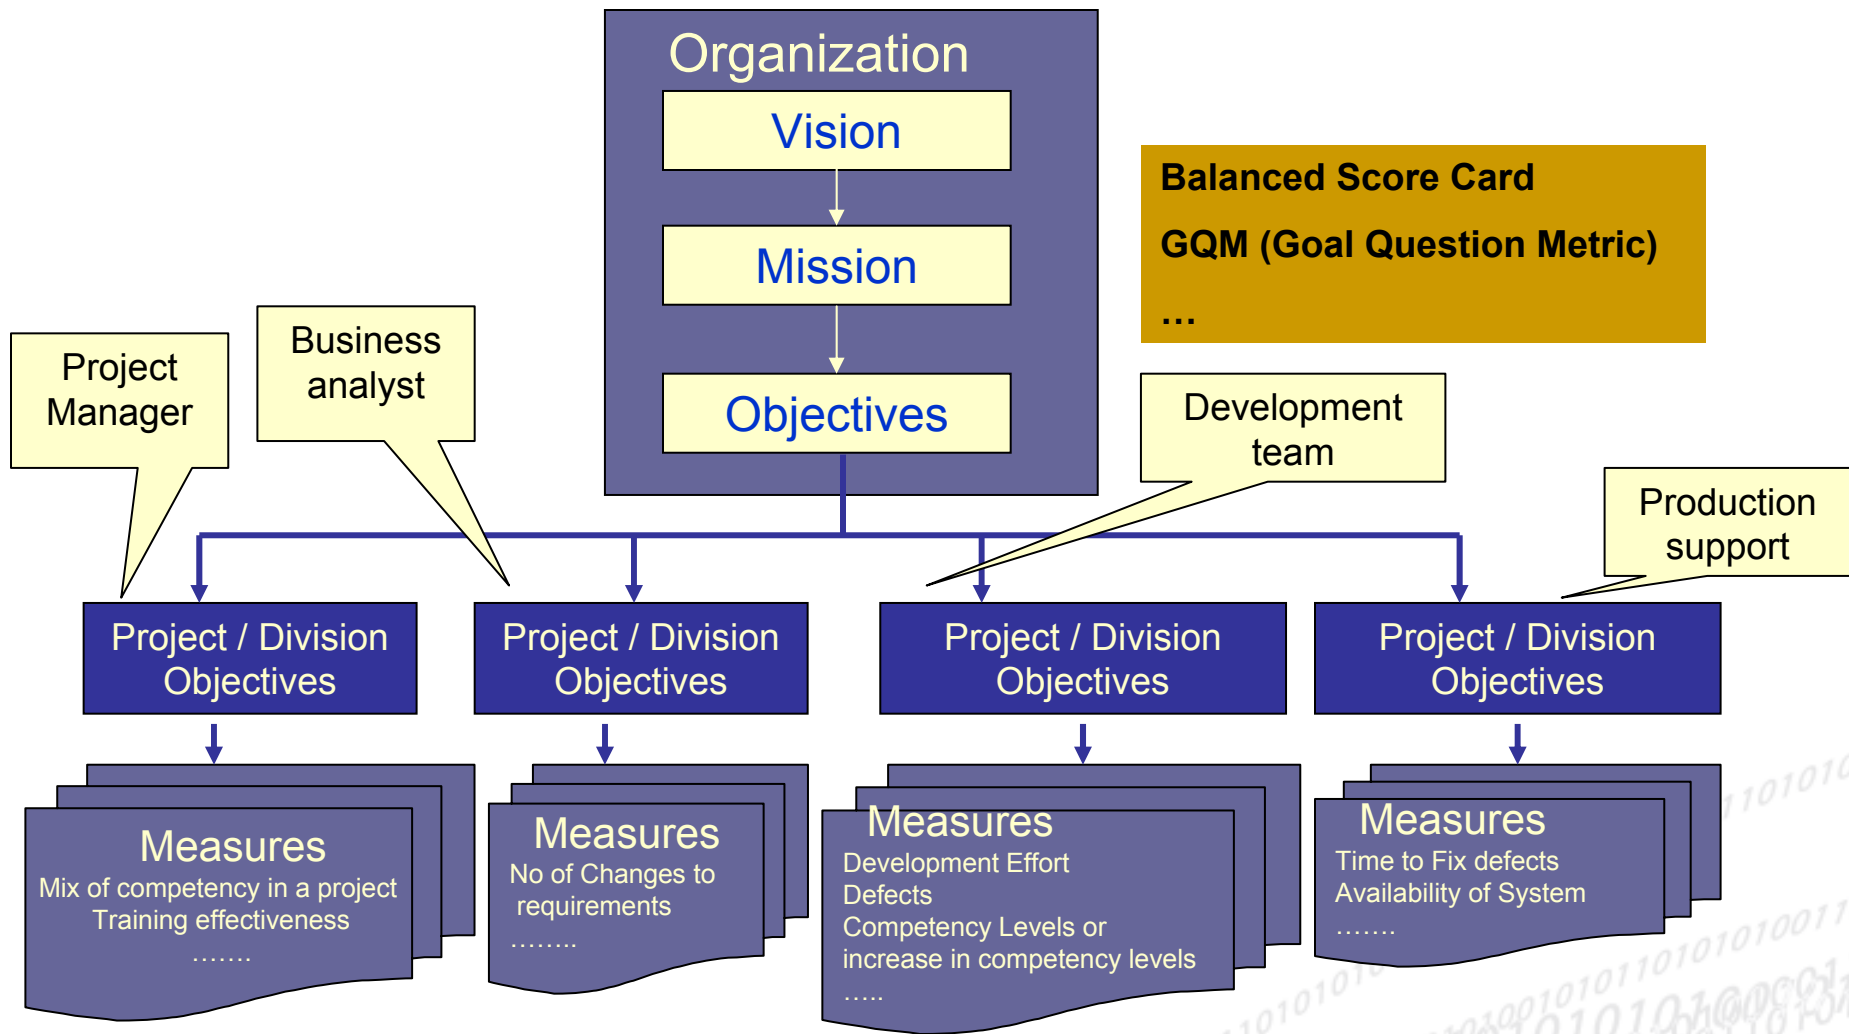 Organization
Vision
Mission
Objectives
Balanced Score Card
GQM (Goal Question Metric)
…
Project
Manager
Business
analyst
Development
team
Production
support
Project / Division
Objectives
Project / Division
Objectives
Project / Division
Objectives
Project / Division
Objectives
Measures
Mix of competency in a project
Training effectiveness
…….
Measures
No of Changes to
requirements
……..
Measures
Development Effort
Defects
Competency Levels or
increase in competency levels
…..
Measures
Time to Fix defects
Availability of System
…….